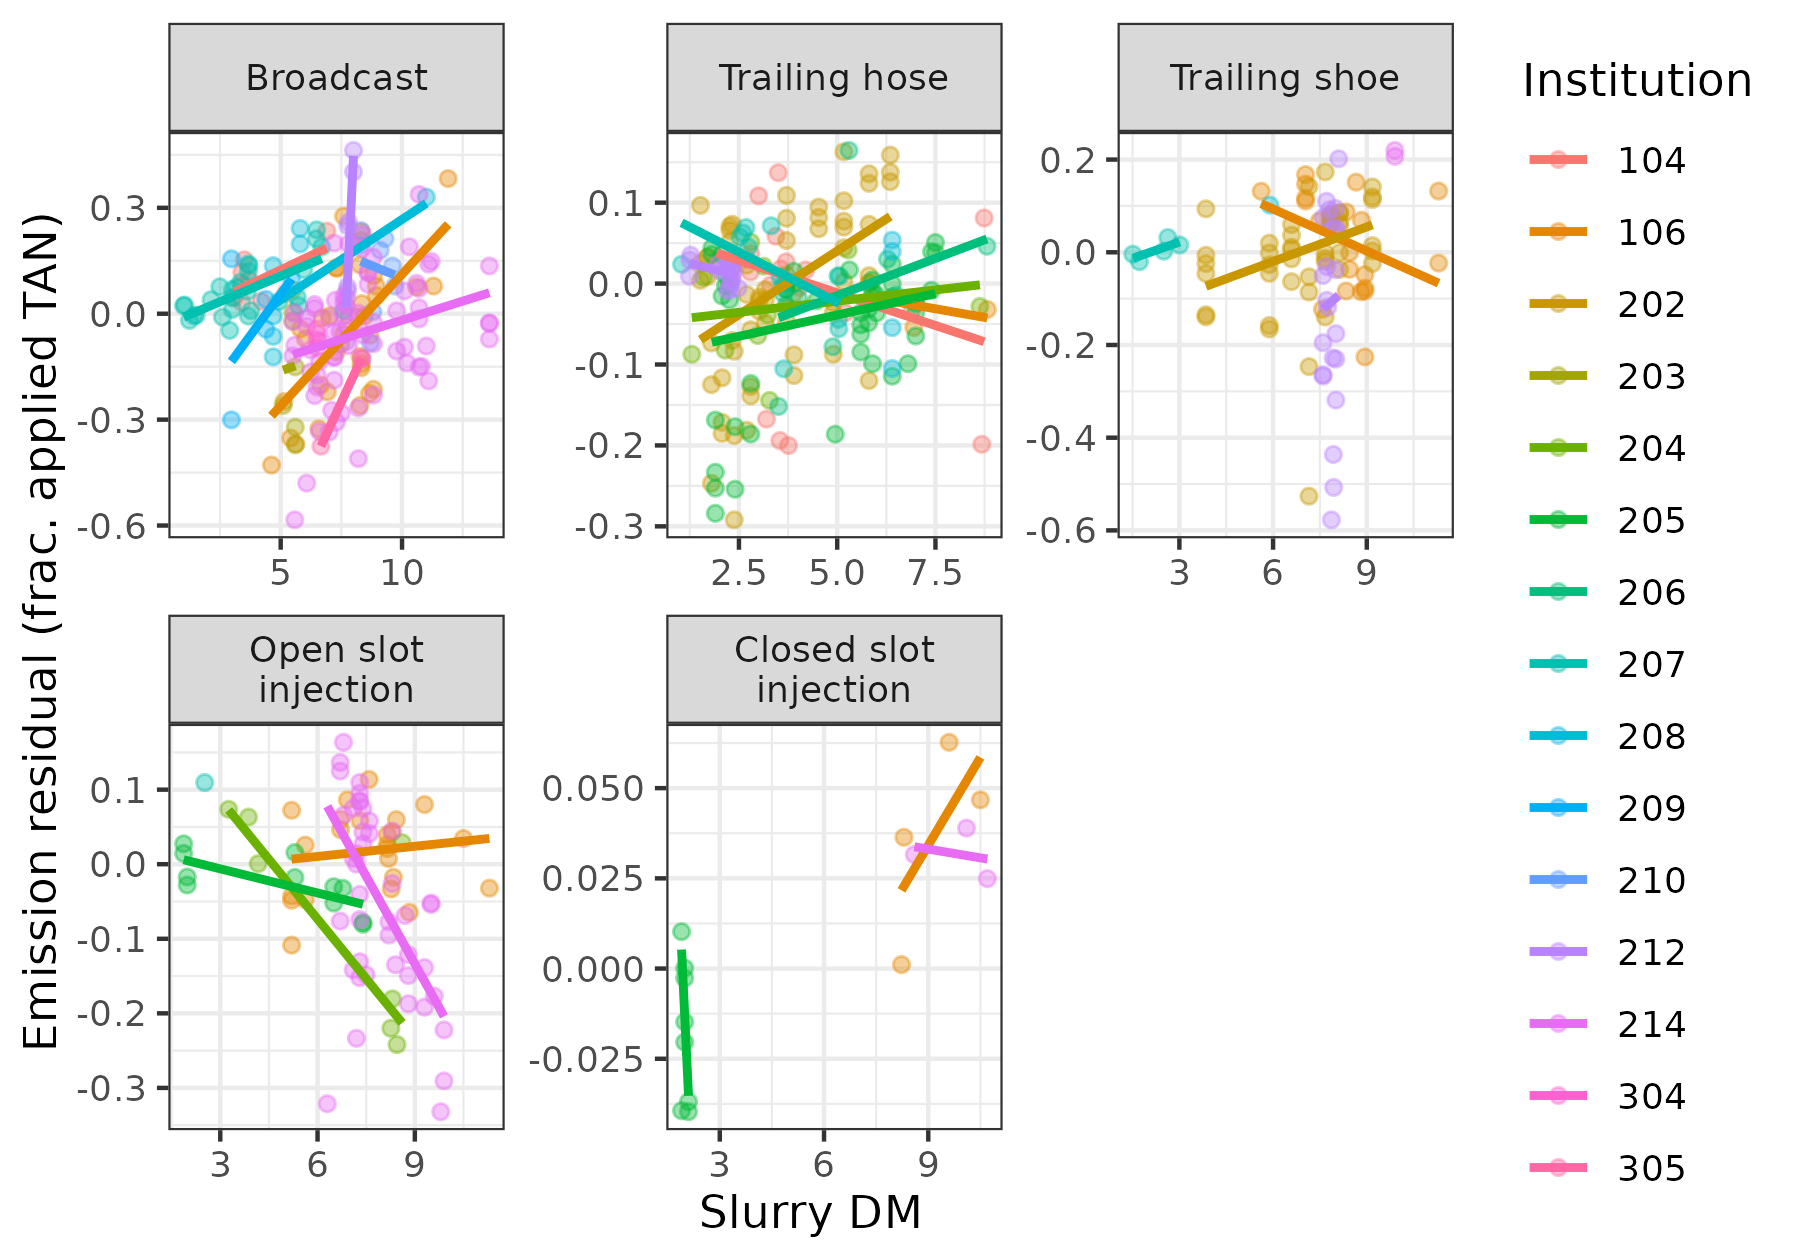 Broadcast
Trailing hose
Trailing shoe
Institution
104
106
202
203
204
205
206
207
208
209
210
212
214
304
305
Emission residual (frac. applied TAN)
0.3
0.0
-0.3
-0.6
5 10
0.1
0.0
-0.1
-0.2
-0.3
2.5 5.0 7.5
0.2
0.0
-0.2
-0.4
-0.6
3 6 9
Open slot
injection
0.1
0.0
-0.1
-0.2
-0.3
3 6 9
Closed slot
injection
0.050
0.025
0.000
-0.025
3 6 9
Slurry DM